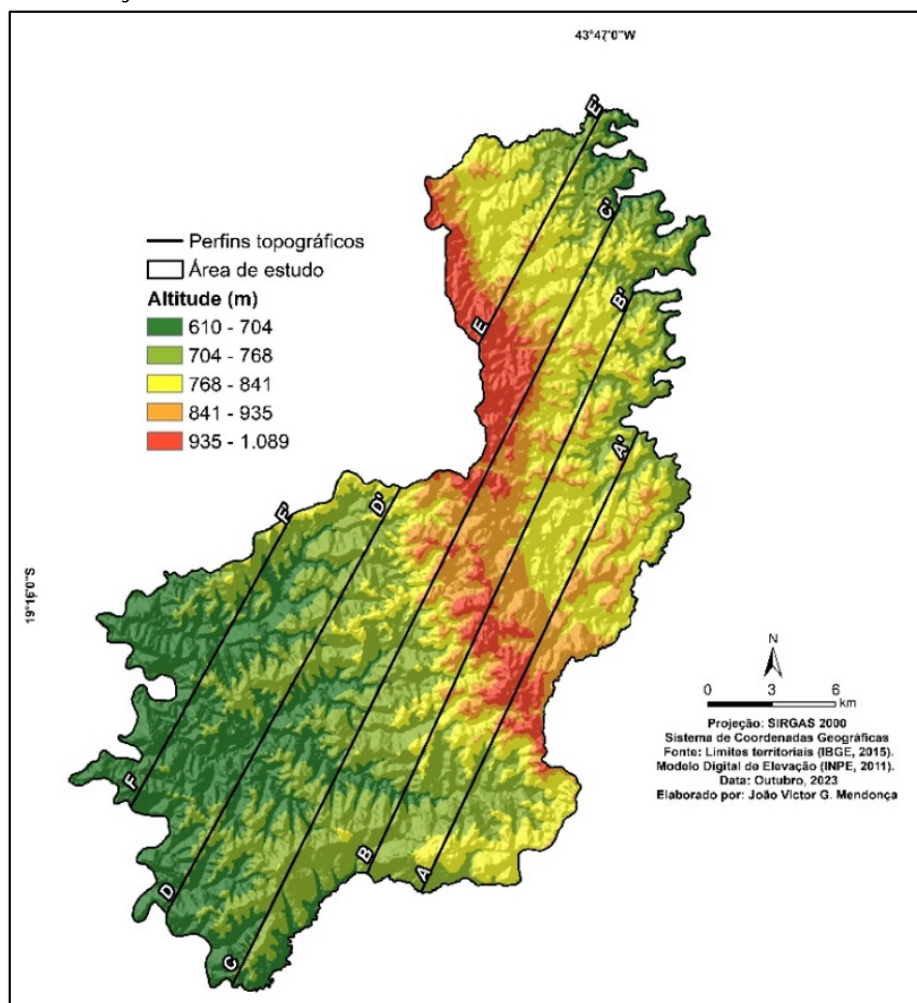 43°47'0"W
Perfins topográficos
Área de estudo
Altitude (m)
610 - 704
704 - 768
768 - 841
841 - 935
935 - 1.089
E'
C'
B'
E
A'
D'
F'
19°16'0"S
N
0 3 6
km
Projeção: SIRGAS 2000
Sistema de Coordenadas Geográficas
Fonte: Limites territoriais (IBGE, 2015).
Modelo Digital de Elevação (INPE, 2011).
Data: Outubro, 2023
Elaborado por: João Victor G. Mendonça
F
B
A
D
C